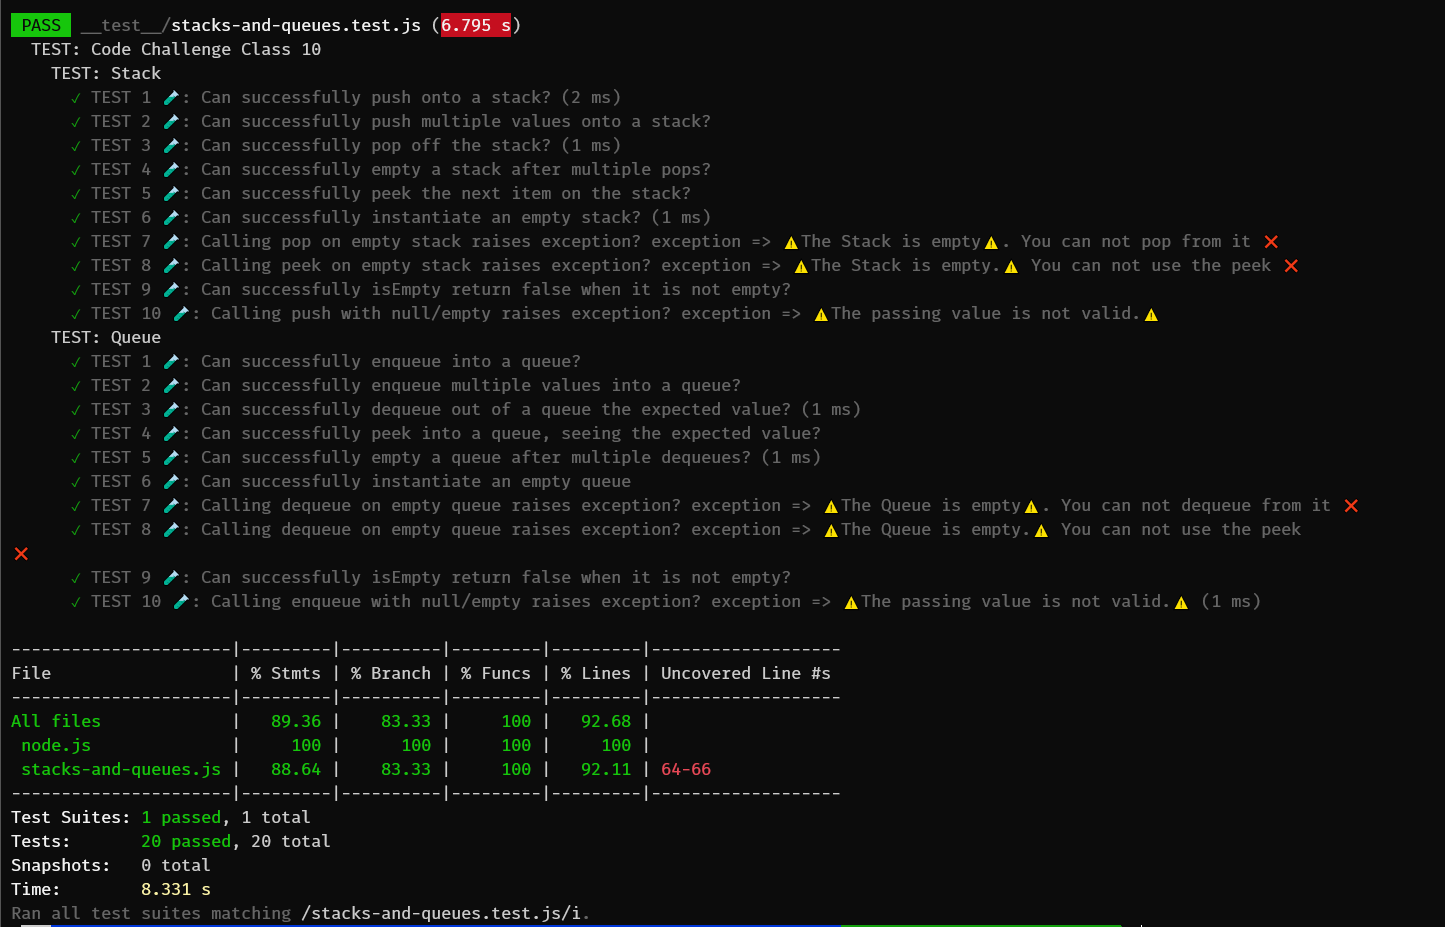 PASS __test__/stacks-and-queues.test.js (6.795 s)
TEST: Code Challenge Class 10
TEST: Stack
✓ TEST 1 🧪: Can successfully push onto a stack? (2 ms)
✓ TEST 2 🧪: Can successfully push multiple values onto a stack?
✓ TEST 3 🧪: Can successfully pop off the stack? (1 ms)
✓ TEST 4 🧪: Can successfully empty a stack after multiple pops?
✓ TEST 5 🧪: Can successfully peek the next item on the stack?
✓ TEST 6 🧪: Can successfully instantiate an empty stack? (1 ms)
✓ TEST 7 🧪: Calling pop on empty stack raises exception? exception => ⚠The Stack is empty⚠. You can not pop from it ❌
✓ TEST 8 🧪: Calling peek on empty stack raises exception? exception => ⚠The Stack is empty.⚠ You can not use the peek ❌
✓ TEST 9 🧪: Can successfully isEmpty return false when it is not empty?
✓ TEST 10 🧪: Calling push with null/empty raises exception? exception => ⚠The passing value is not valid.⚠
TEST: Queue
✓ TEST 1 🧪: Can successfully enqueue into a queue?
✓ TEST 2 🧪: Can successfully enqueue multiple values into a queue?
✓ TEST 3 🧪: Can successfully dequeue out of a queue the expected value? (1 ms)
✓ TEST 4 🧪: Can successfully peek into a queue, seeing the expected value?
✓ TEST 5 🧪: Can successfully empty a queue after multiple dequeues? (1 ms)
✓ TEST 6 🧪: Can successfully instantiate an empty queue
✓ TEST 7 🧪: Calling dequeue on empty queue raises exception? exception => ⚠The Queue is empty⚠. You can not dequeue from it ❌
✓ TEST 8 🧪: Calling dequeue on empty queue raises exception? exception => ⚠The Queue is empty.⚠ You can not use the peek
❌
✓ TEST 9 🧪: Can successfully isEmpty return false when it is not empty?
✓ TEST 10 🧪: Calling enqueue with null/empty raises exception? exception => ⚠The passing value is not valid.⚠ (1 ms)
----------------------|---------|----------|---------|---------|-------------------
File                  | % Stmts | % Branch | % Funcs | % Lines | Uncovered Line #s
----------------------|---------|----------|---------|---------|-------------------
All files             |   89.36 |    83.33 |     100 |   92.68 |
 node.js              |     100 |      100 |     100 |     100 |
 stacks-and-queues.js |   88.64 |    83.33 |     100 |   92.11 | 64-66
----------------------|---------|----------|---------|---------|-------------------
Test Suites: 1 passed, 1 total
Tests:       20 passed, 20 total
Snapshots:   0 total
Time:        8.331 s
Ran all test suites matching /stacks-and-queues.test.js/i.